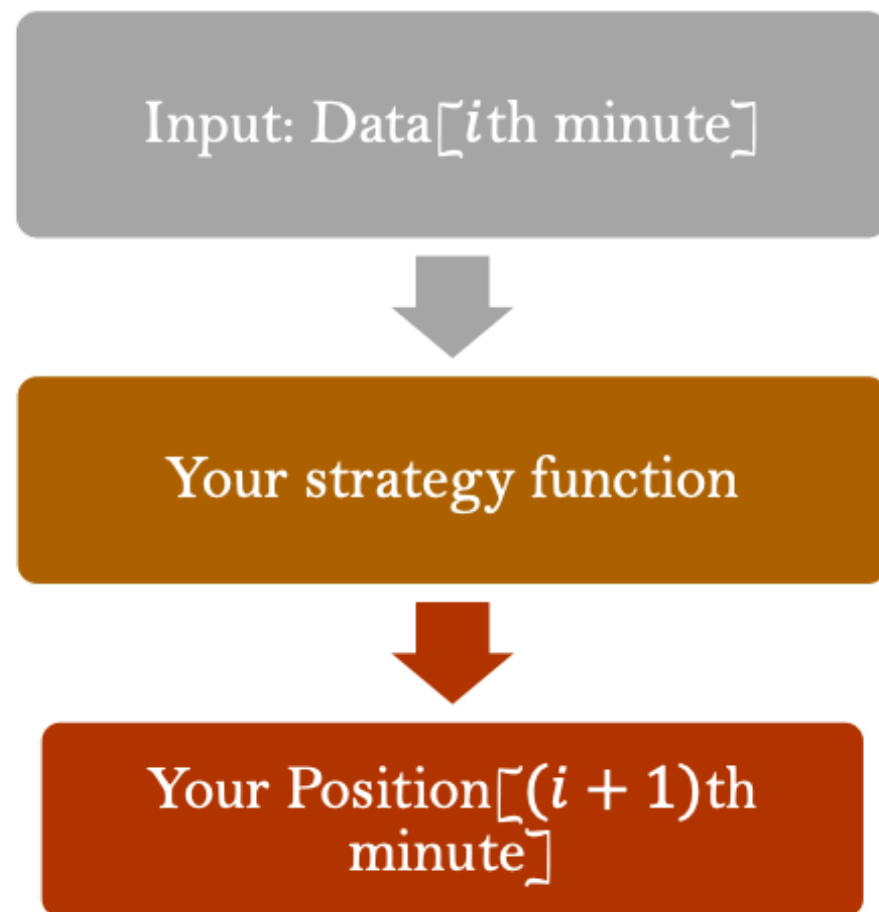 Input: Data[𝑖th minute]
Your strategy function
Your Position[(𝑖 + 1)th
minute]